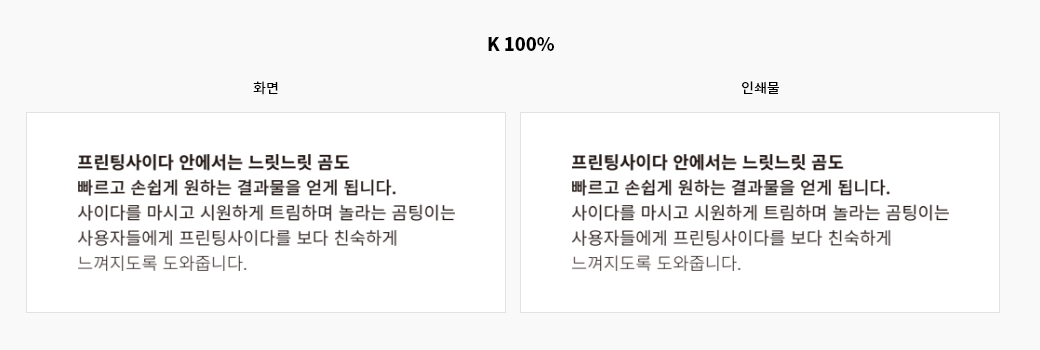 K 100%
화면
인쇄물
프린팅사이다 안에서는 느릿느릿 곰도
빠르고 손쉽게 원하는 결과물을 얻게 됩니다.
사이다를 마시고 시원하게 트림하며 놀라는 곰팅이는
사용자들에게 프린팅사이다를 보다 친숙하게
느껴지도록 도와줍니다.
프린팅사이다 안에서는 느릿느릿 곰도
빠르고 손쉽게 원하는 결과물을 얻게 됩니다.
사이다를 마시고 시원하게 트림하며 놀라는 곰팅이는
사용자들에게 프린팅사이다를 보다 친숙하게
느껴지도록 도와줍니다.